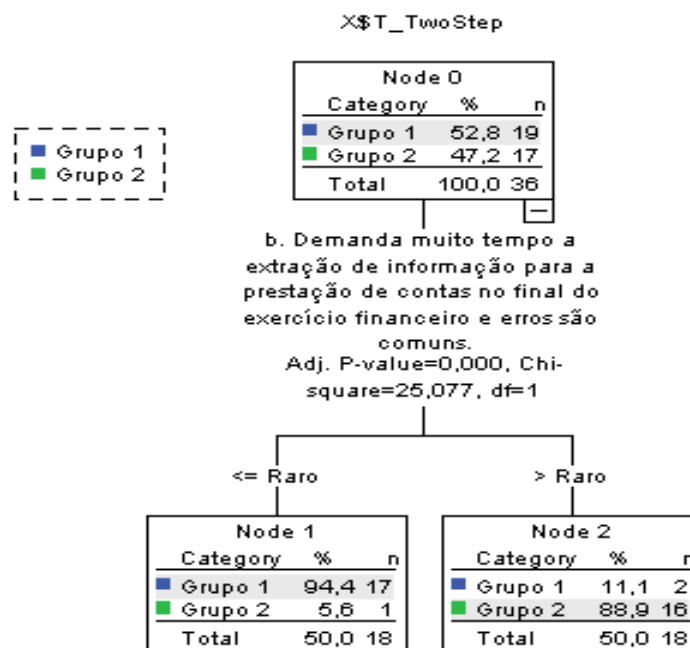 X$T_TwoStep
Node 0
Category % n
Grupo 1 52,8 19
Grupo 2 47,2 17
Total 100,0 36
Grupo 1
Grupo 2
b. Demanda muito tempo a
extração de informação para a
prestação de contas no final do
exercício financeiro e erros são
comuns.
Adj. P-value=0,000, Chi-
square=25,077, df=1
<= Raro
> Raro
Node 1
Category % n
Grupo 1 94,4 17
Grupo 2 5,6 1
Total 50,0 18
Node 2
Category % n
Grupo 1 11,1 2
Grupo 2 88,9 16
Total 50,0 18